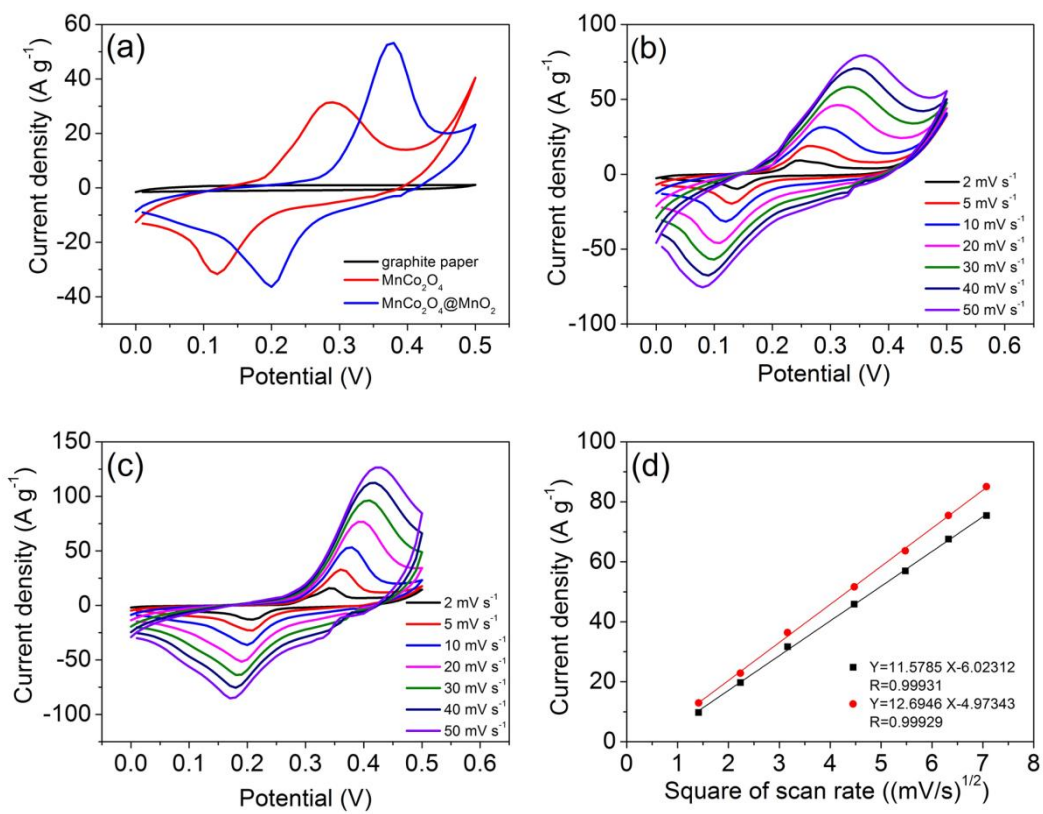 (a)
Current density (A g⁻¹)
60
40
20
0
-20
-40
graphite paper
MnCo₂O₄
MnCo₂O₄@MnO₂
0.0 0.1 0.2 0.3 0.4 0.5
Potential (V)
(b)
Current density (A g⁻¹)
100
50
0
-50
-100
2 mV s⁻¹
5 mV s⁻¹
10 mV s⁻¹
20 mV s⁻¹
30 mV s⁻¹
40 mV s⁻¹
50 mV s⁻¹
0.0 0.1 0.2 0.3 0.4 0.5 0.6
Potential (V)
(c)
Current density (A g⁻¹)
150
100
50
0
-50
-100
2 mV s⁻¹
5 mV s⁻¹
10 mV s⁻¹
20 mV s⁻¹
30 mV s⁻¹
40 mV s⁻¹
50 mV s⁻¹
0.0 0.1 0.2 0.3 0.4 0.5 0.6
Potential (V)
(d)
Current density (A g⁻¹)
100
80
60
40
20
0
Y=11.5785 X-6.02312
R=0.99931
Y=12.6946 X-4.97343
R=0.99929
0 1 2 3 4 5 6 7 8
Square of scan rate ((mV/s)¹/²)